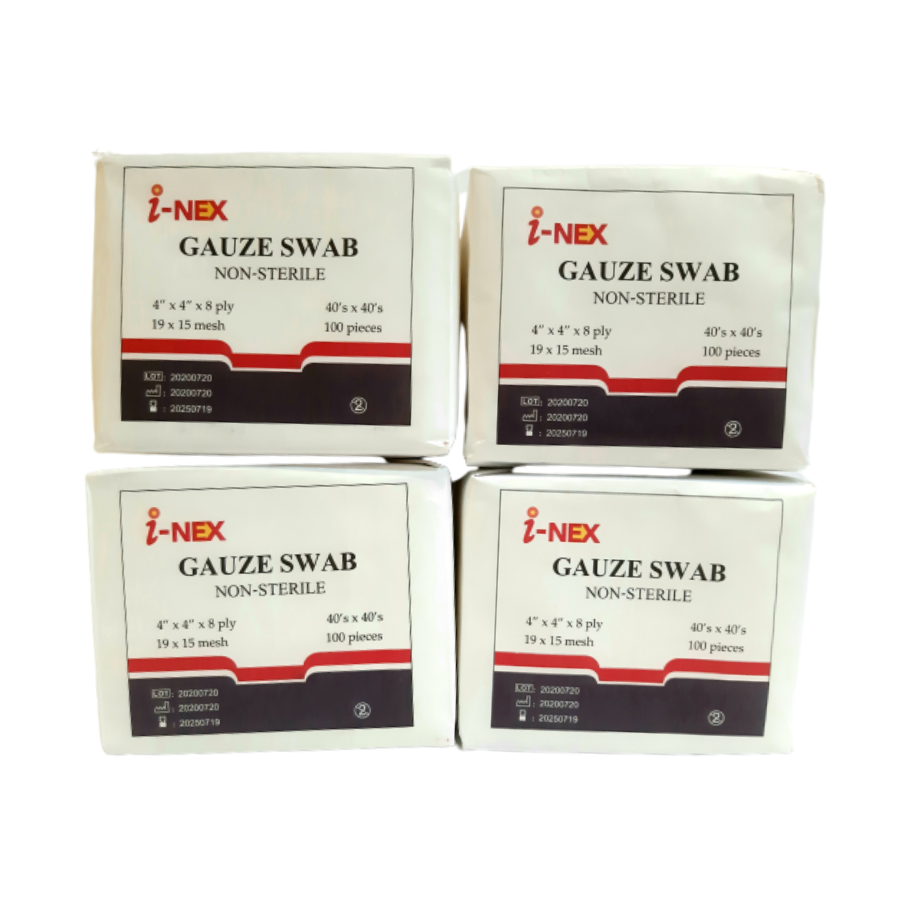 i-NEX
GAUZE SWAB
NON-STERILE
4" x 4" x 8 ply 40's x 40's
19 x 15 mesh 100 pieces
LOT: 20200720
: 20200720
: 20250719
2
i-NEX
GAUZE SWAB
NON-STERILE
4" x 4" x 8 ply 40's x 40's
19 x 15 mesh 100 pieces
LOT: 20200720
: 20200720
: 20250719
2
i-NEX
GAUZE SWAB
NON-STERILE
4" x 4" x 8 ply 40's x 40's
19 x 15 mesh 100 pieces
LOT: 20200720
: 20200720
: 20250719
2
i-NEX
GAUZE SWAB
NON-STERILE
4" x 4" x 8 ply 40's x 40's
19 x 15 mesh 100 pieces
LOT: 20200720
: 20200720
: 20250719
2